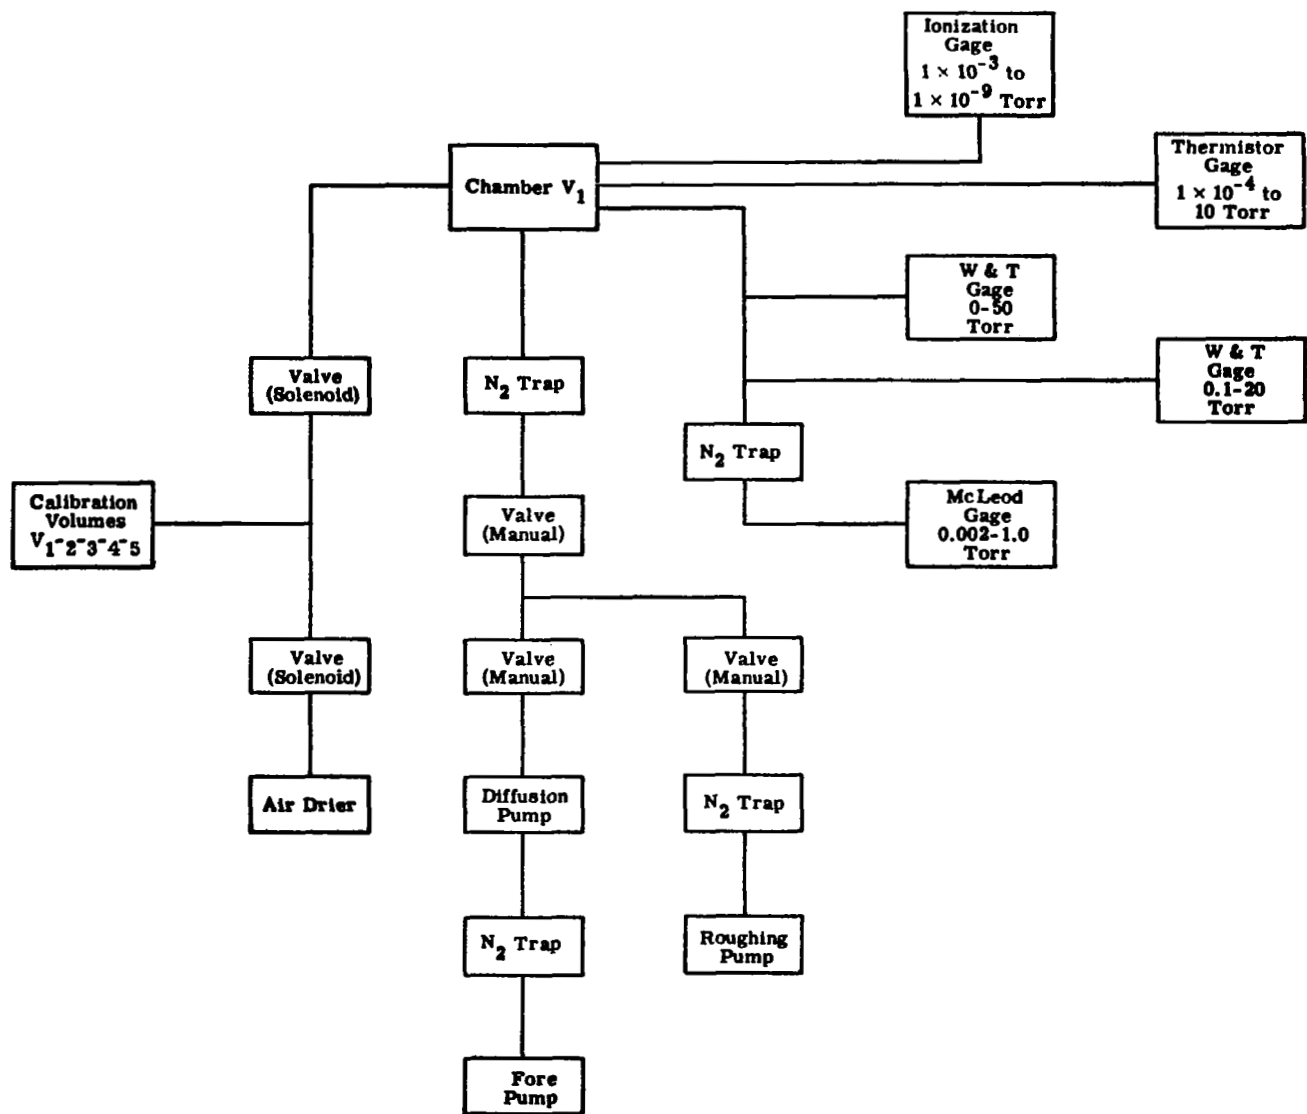 Ionization
Gage
1 × 10⁻³ to
1 × 10⁻⁹ Torr
Chamber V₁
Thermistor
Gage
1 × 10⁻⁴ to
10 Torr
W & T
Gage
0-50
Torr
W & T
Gage
0.1-20
Torr
Valve
(Solenoid)
N₂ Trap
N₂ Trap
Calibration
Volumes
V₁-₂-₃-₄-₅
Valve
(Manual)
McLeod
Gage
0.002-1.0
Torr
Valve
(Solenoid)
Valve
(Manual)
Valve
(Manual)
Air Drier
Diffusion
Pump
N₂ Trap
N₂ Trap
Roughing
Pump
Fore
Pump